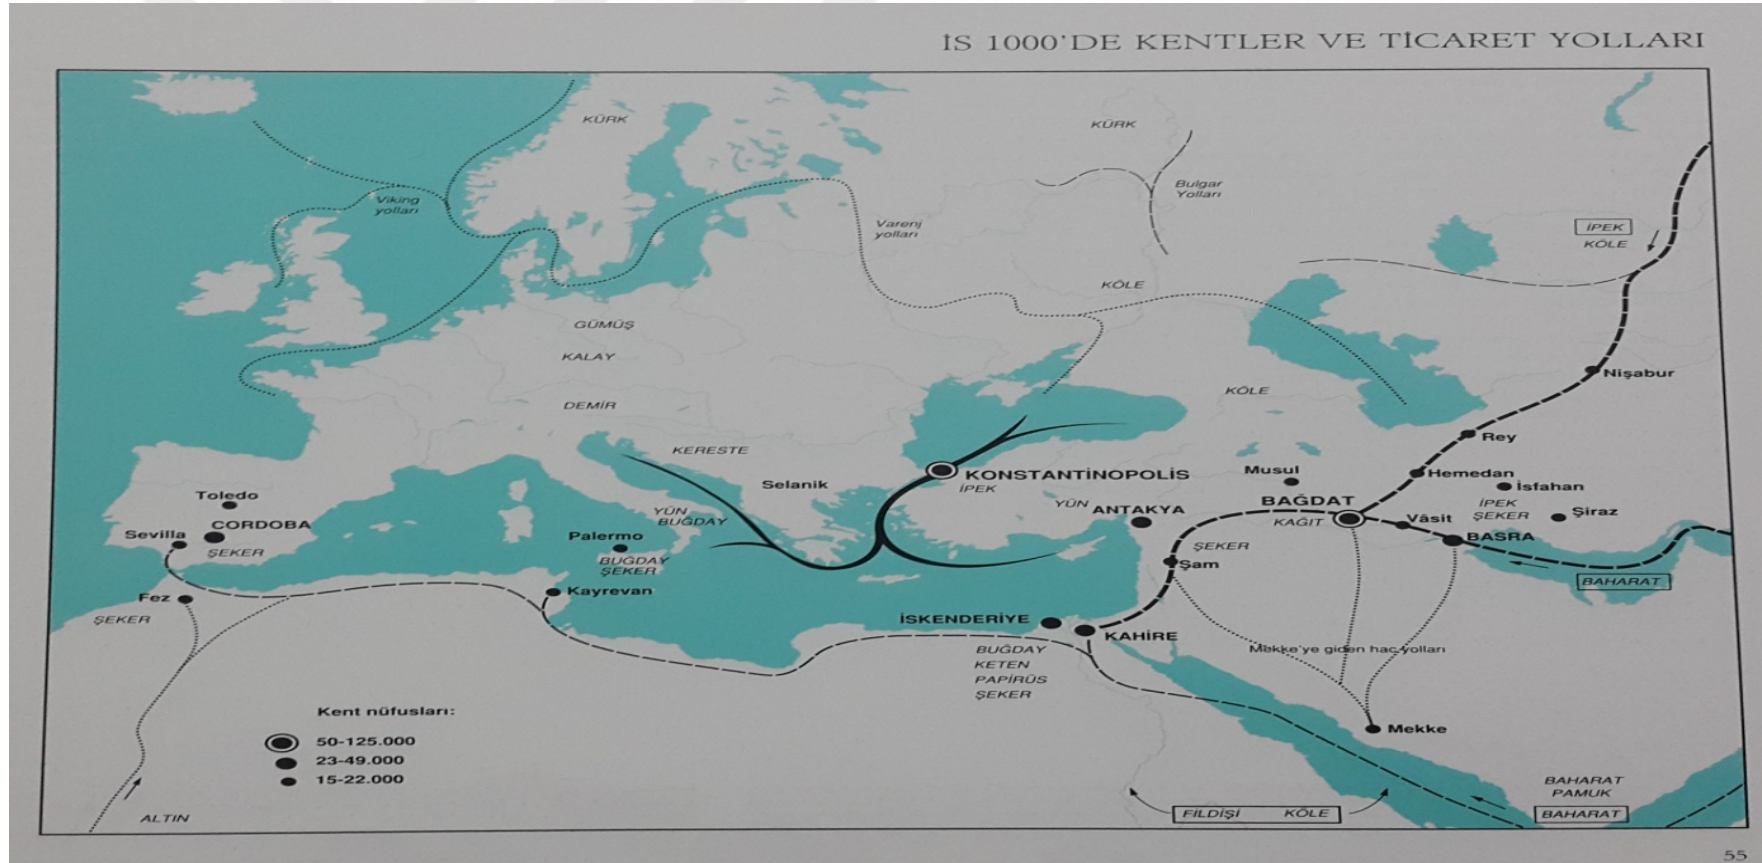 İS 1000'DE KENTLER VE TİCARET YOLLARI
KÜRK
KÜRK
Viking
yolları
Bulgar
Yolları
Varenj
yolları
İPEK
KÖLE
KÖLE
GÜMÜŞ
KALAY
DEMİR
KÖLE
Nişabur
KERESTE
Rey
Selanik
KONSTANTİNOPOLİS
İPEK
Musul
Hemedan
İsfahan
Toledo
CORDOBA
Sevilla
ŞEKER
YÜN
BUĞDAY
Palermo
BUĞDAY
ŞEKER
YÜN
ANTAKYA
BAĞDAT
KAĞIT
Vâsit
İPEK
ŞEKER
Şiraz
BASRA
ŞEKER
Şam
BAHARAT
Fez
ŞEKER
Kayrevan
İSKENDERİYE
KAHİRE
BUĞDAY
KETEN
PAPİRÜS
ŞEKER
Mekke'ye giden hac yolları
Mekke
Kent nüfusları:
50-125.000
23-49.000
15-22.000
ALTIN
FILDİŞİ KÖLE
BAHARAT
PAMUK
BAHARAT
55